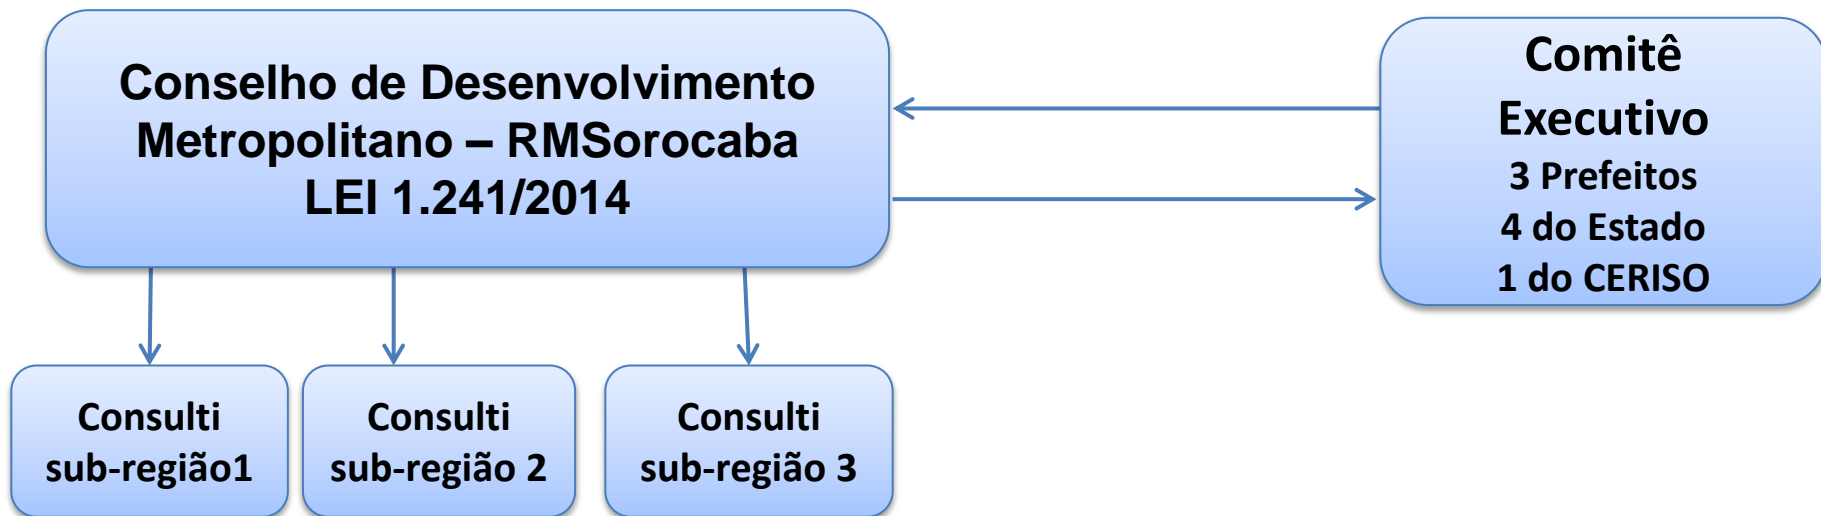 Conselho de Desenvolvimento
Metropolitano – RMSorocaba
LEI 1.241/2014
Comitê
Executivo
3 Prefeitos
4 do Estado
1 do CERISO
Consulti
sub-região1
Consulti
sub-região 2
Consulti
sub-região 3